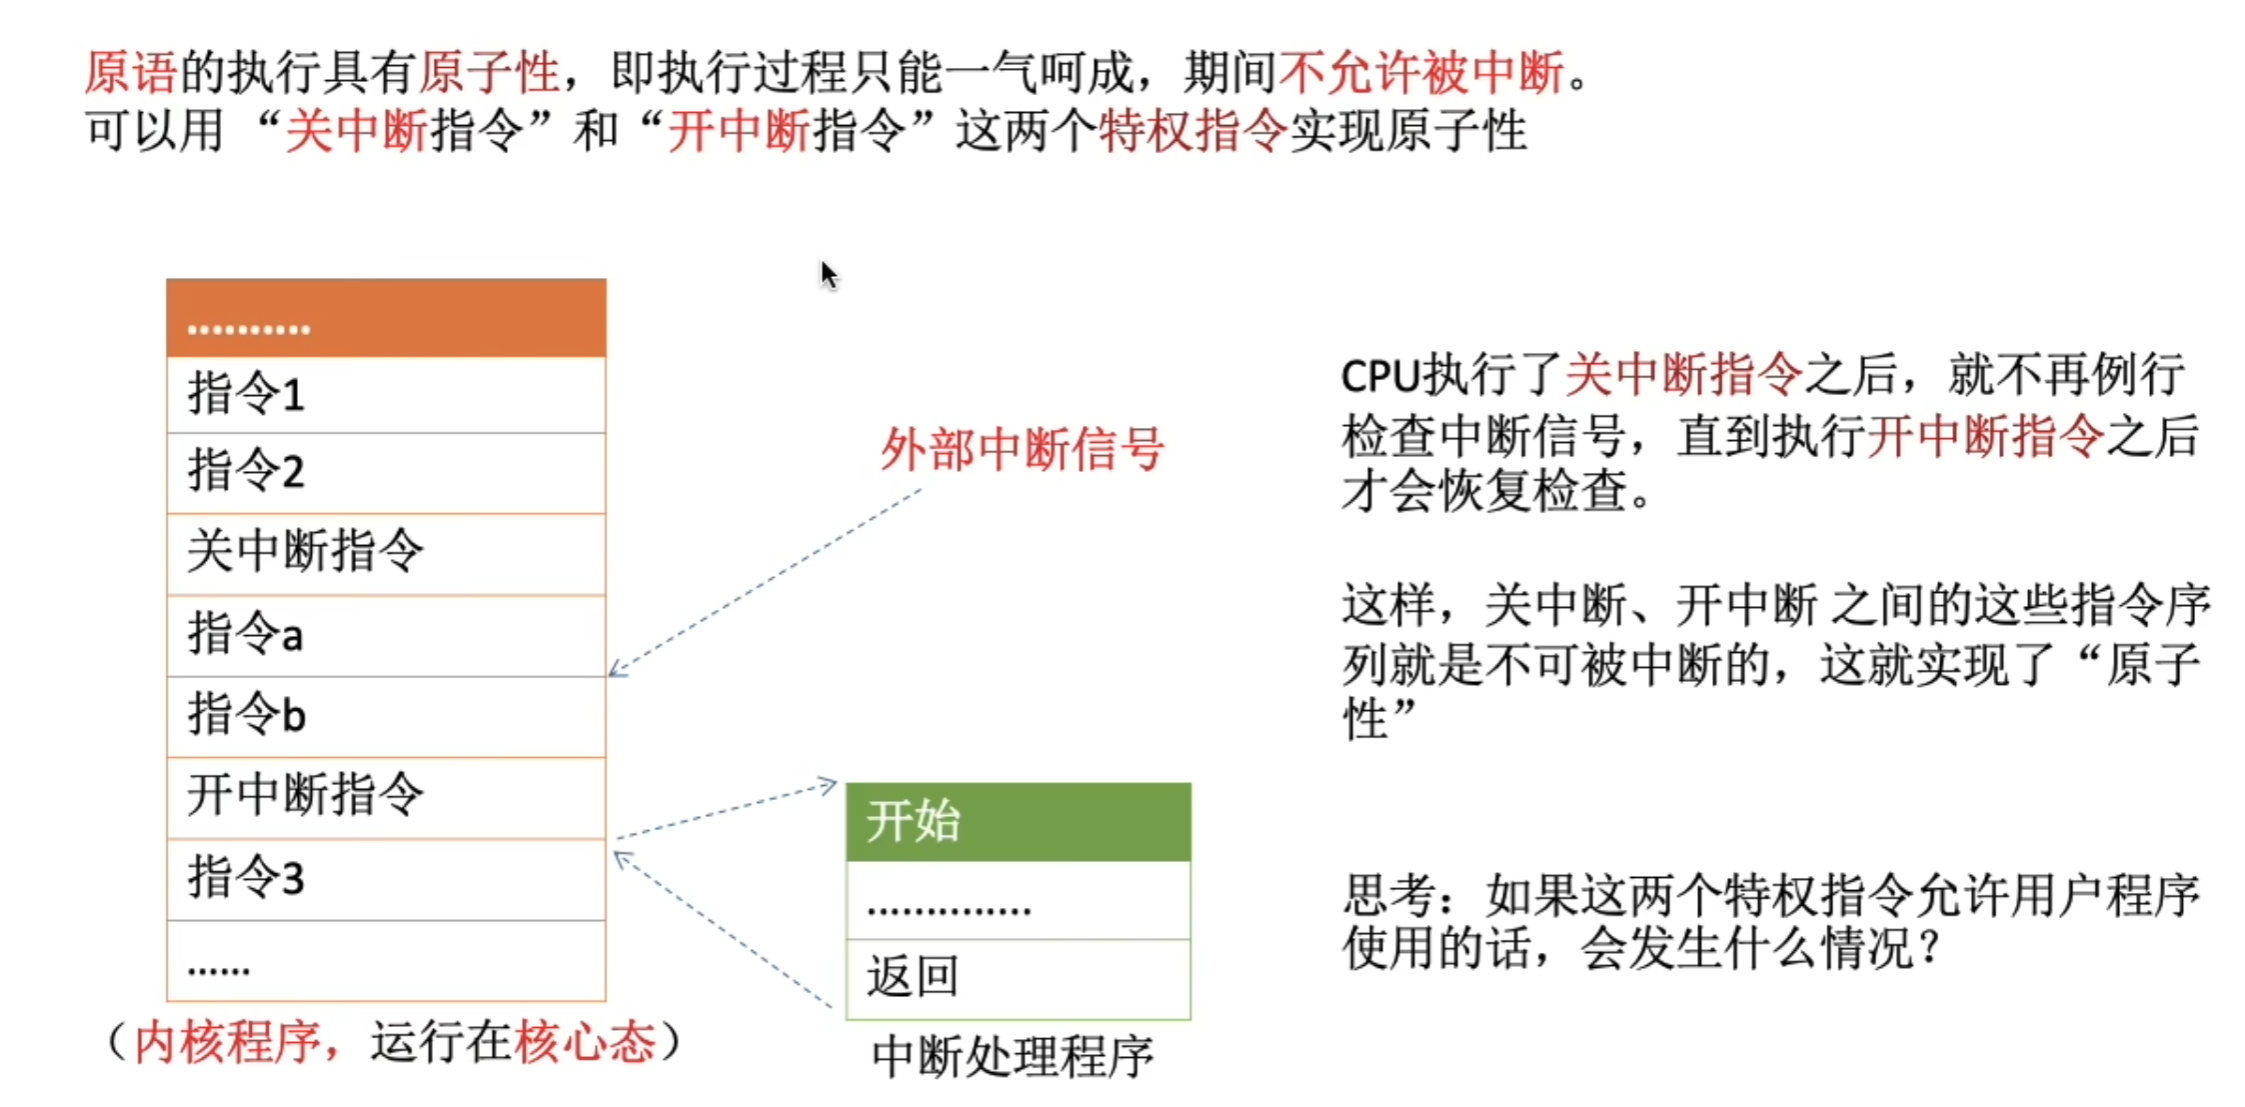 原语的执行具有原子性，即执行过程只能一气呵成，期间不允许被中断。
可以用 “关中断指令”和“开中断指令”这两个特权指令实现原子性
..........
指令1
指令2
关中断指令
指令a
指令b
开中断指令
指令3
......
（内核程序，运行在核心态）
外部中断信号
开始
..............
返回
中断处理程序
CPU执行了关中断指令之后，就不再例行
检查中断信号，直到执行开中断指令之后
才会恢复检查。
这样，关中断、开中断 之间的这些指令序
列就是不可被中断的，这就实现了“原子
性”
思考：如果这两个特权指令允许用户程序
使用的话，会发生什么情况？